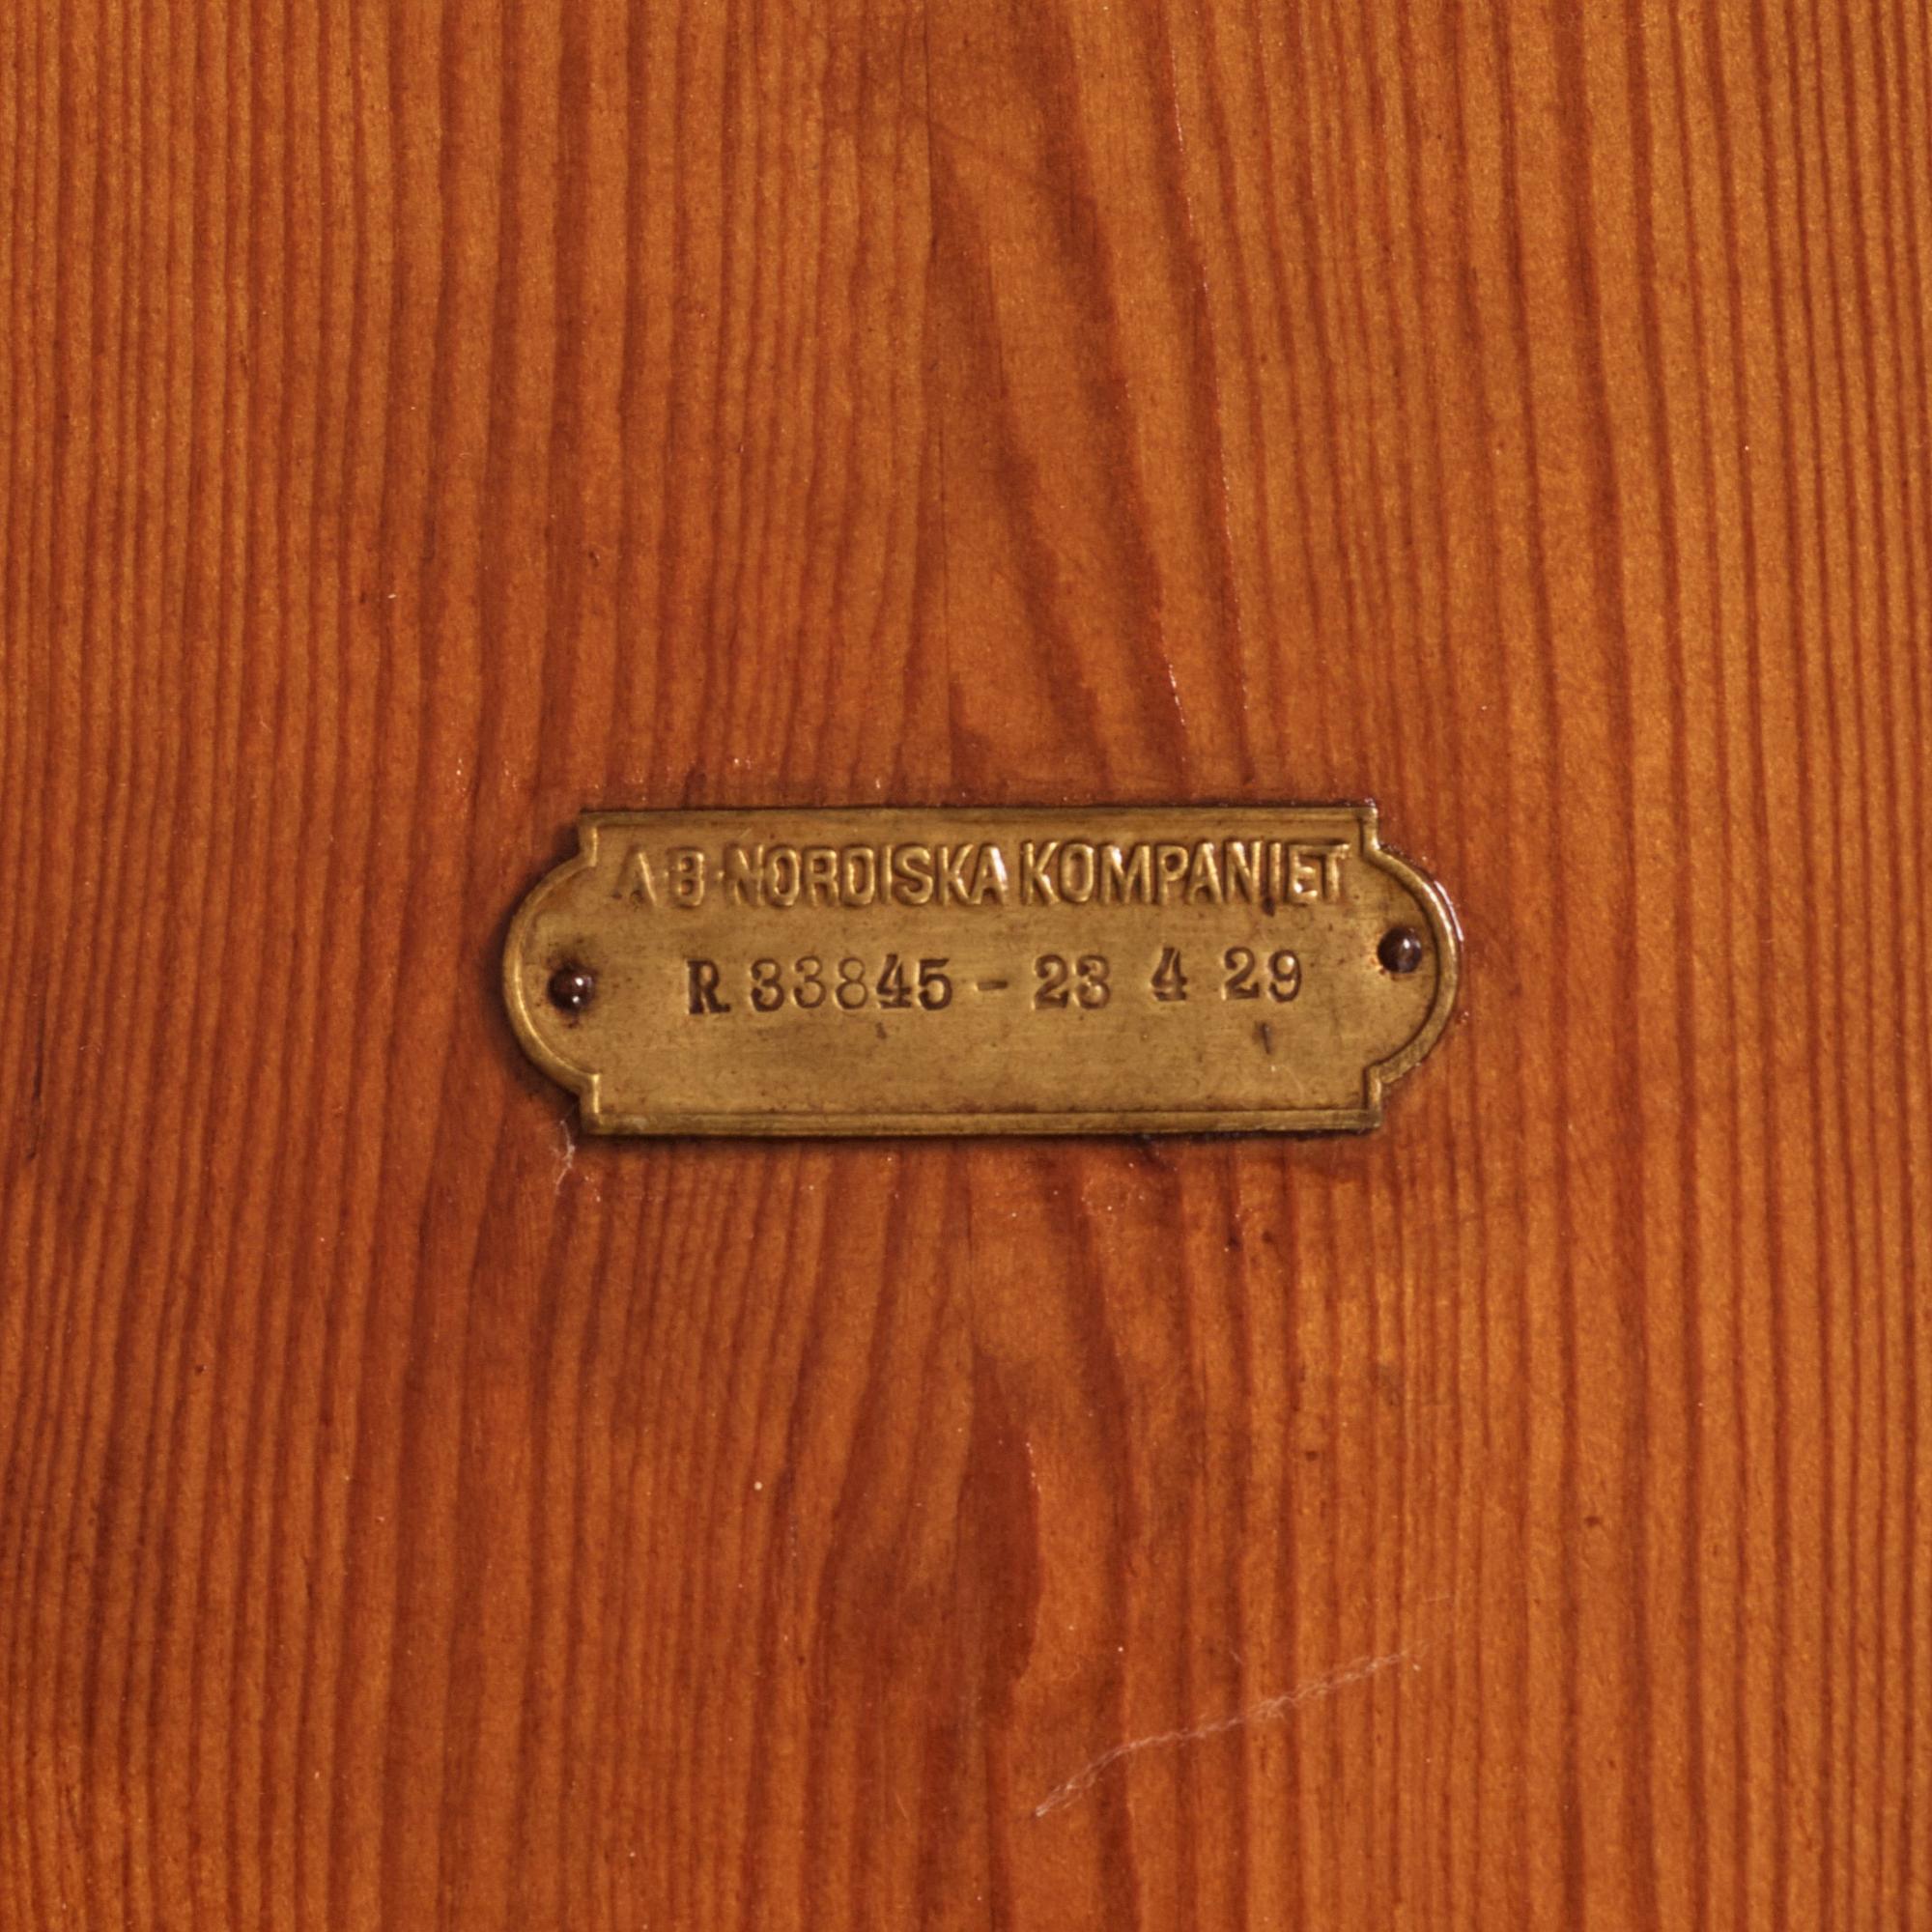 A·B·NORDISKA KOMPANIET
R 33845 - 23 4 29